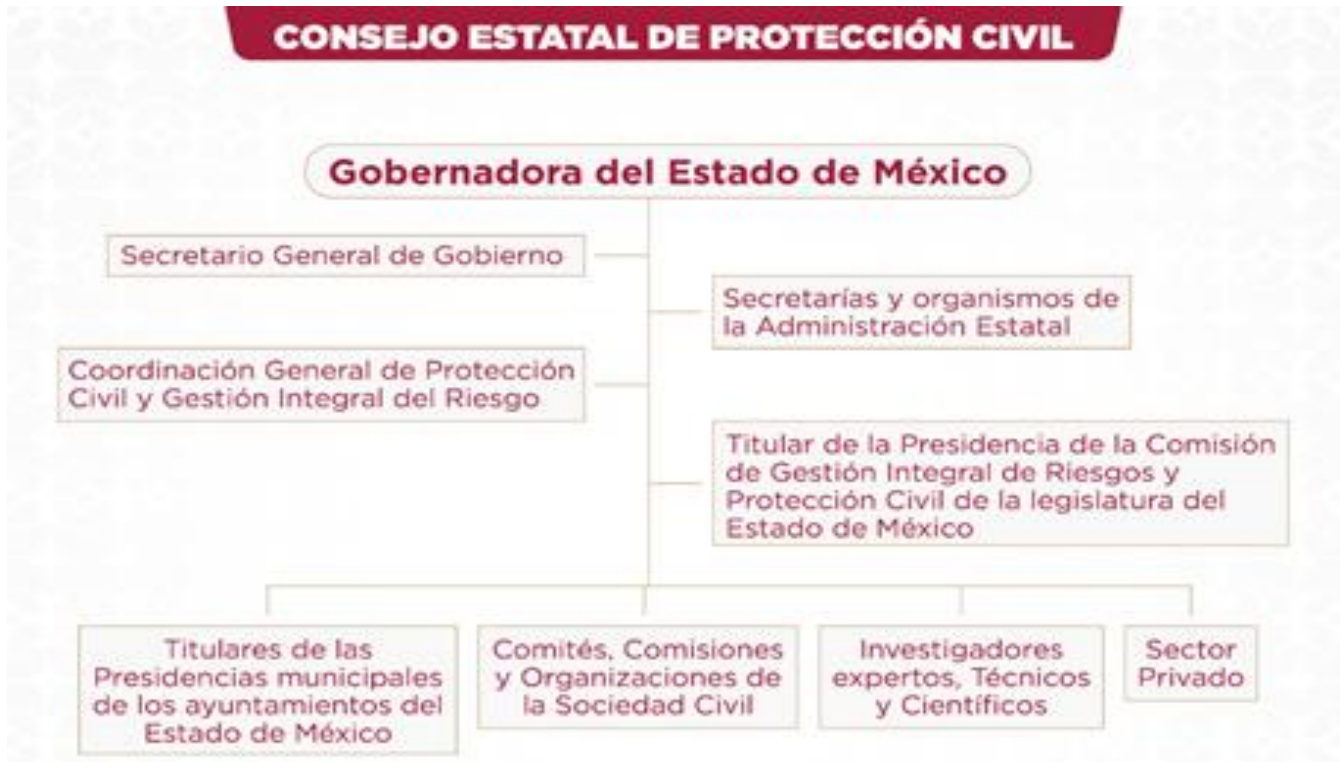 CONSEJO ESTATAL DE PROTECCIÓN CIVIL
Gobernadora del Estado de México
Secretario General de Gobierno
Secretarías y organismos de
la Administración Estatal
Coordinación General de Protección
Civil y Gestión Integral del Riesgo
Titular de la Presidencia de la Comisión
de Gestión Integral de Riesgos y
Protección Civil de la legislatura del
Estado de México
Titulares de las
Presidencias municipales
de los ayuntamientos del
Estado de México
Comités, Comisiones
y Organizaciones de
la Sociedad Civil
Investigadores
expertos, Técnicos
y Científicos
Sector
Privado